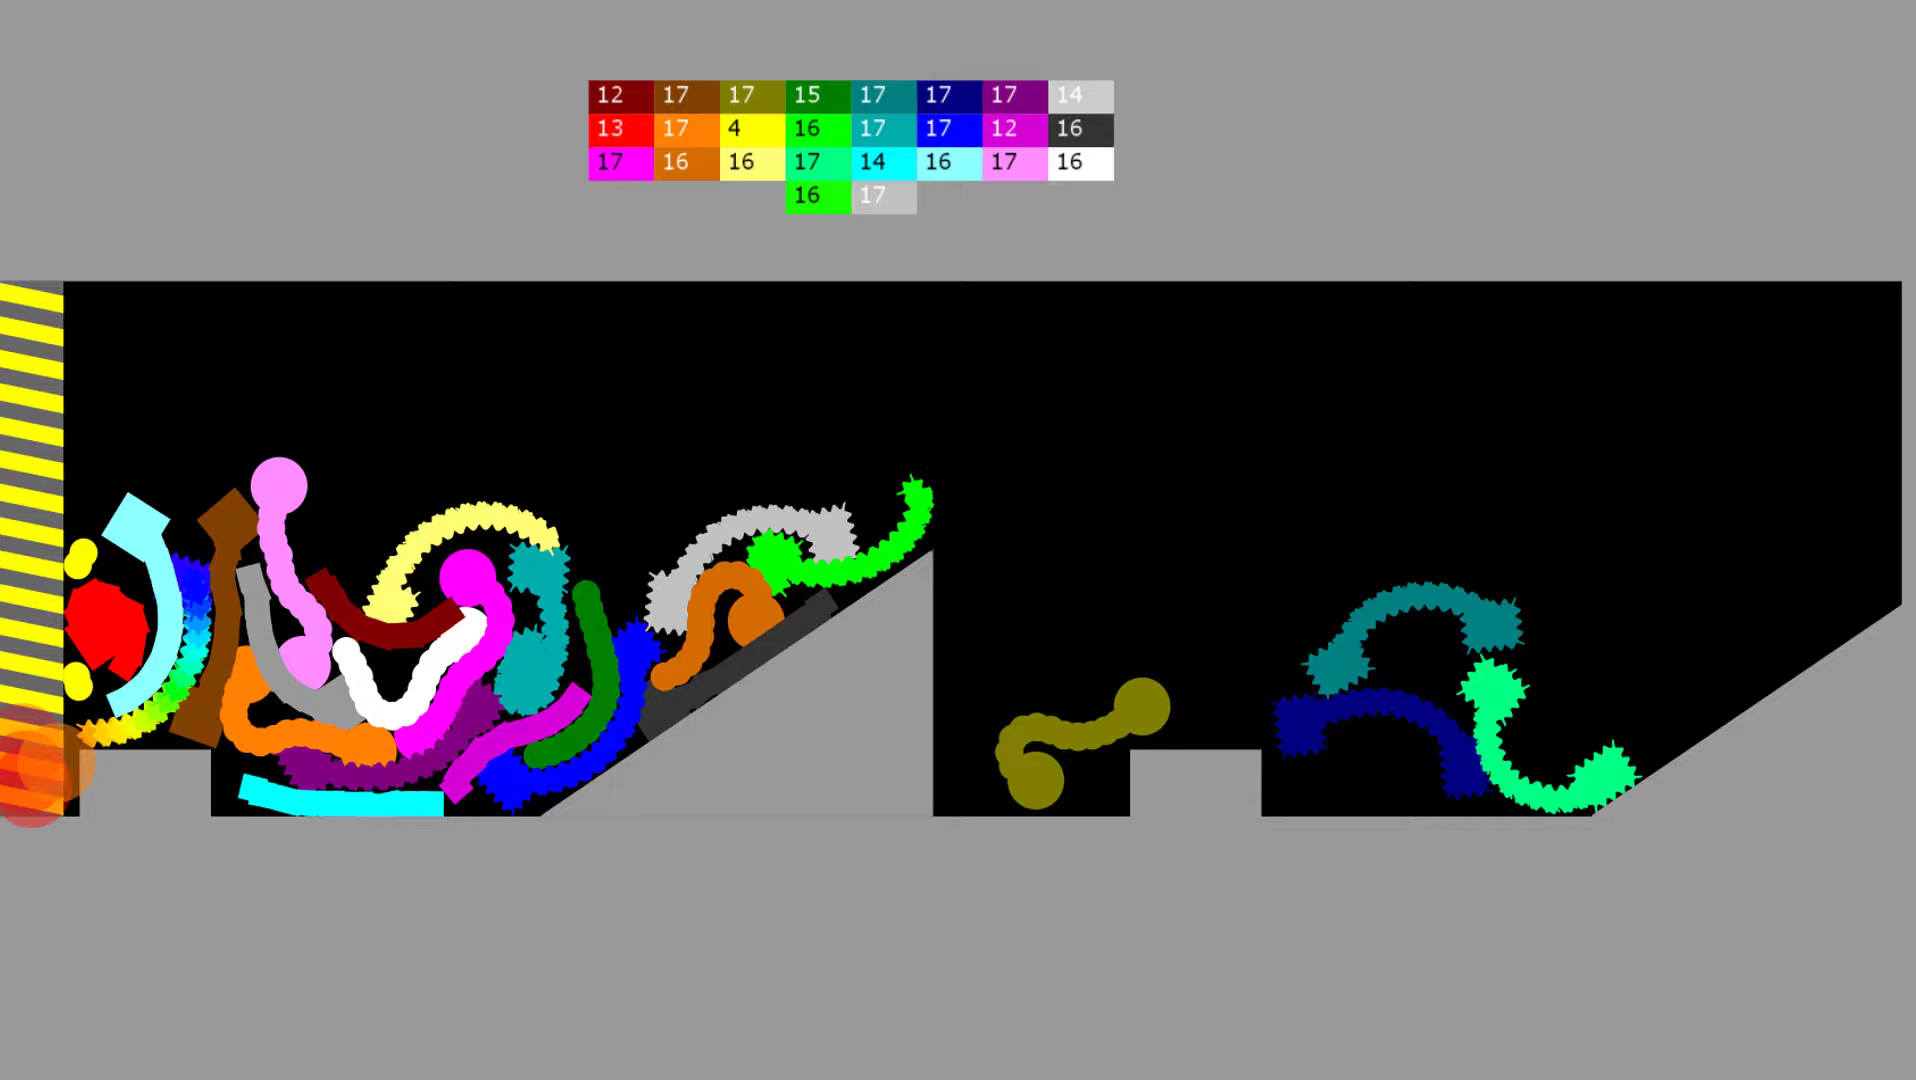 12 17 17 15 17 17 17 14
13 17 4 16 17 17 12 16
17 16 16 17 14 16 17 16
16 17